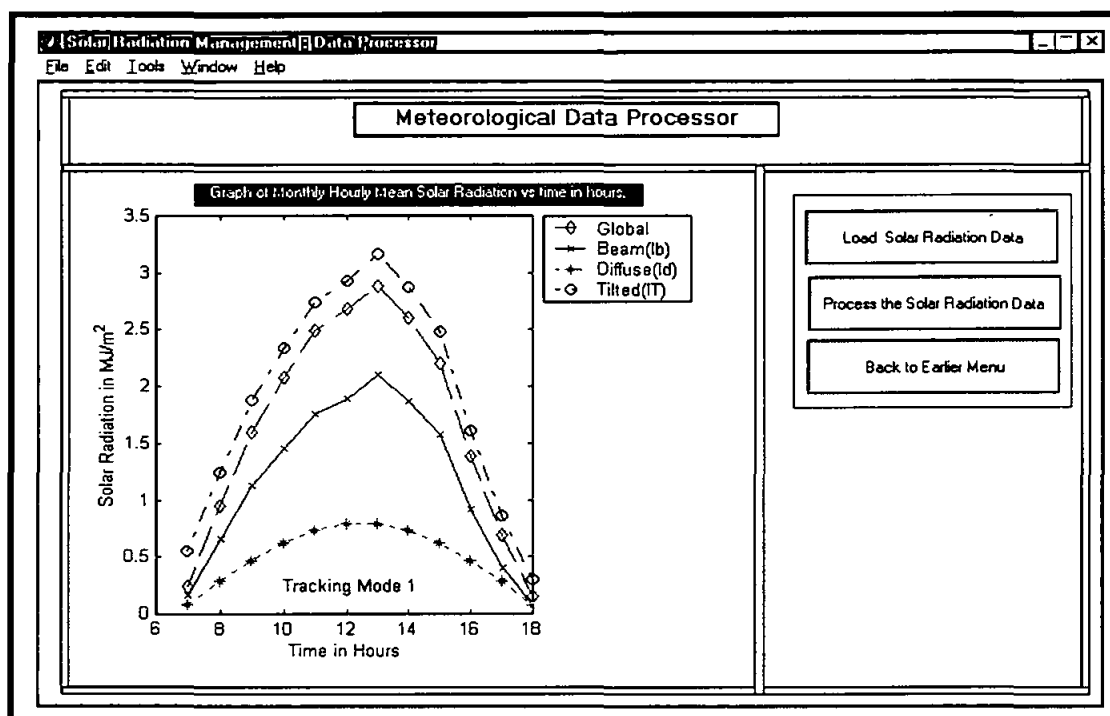 Solar Radiation Management : Data Processor
File Edit Tools Window Help
Meteorological Data Processor
Graph of Monthly Hourly Mean Solar Radiation vs time in hours.
3.5
3
2.5
2
1.5
1
0.5
0
Solar Radiation in MJ/m²
6 8 10 12 14 16 18
Time in Hours
Tracking Mode 1
Global
Beam(Ib)
Diffuse(Id)
Tilted(IT)
Load Solar Radiation Data
Process the Solar Radiation Data
Back to Earlier Menu